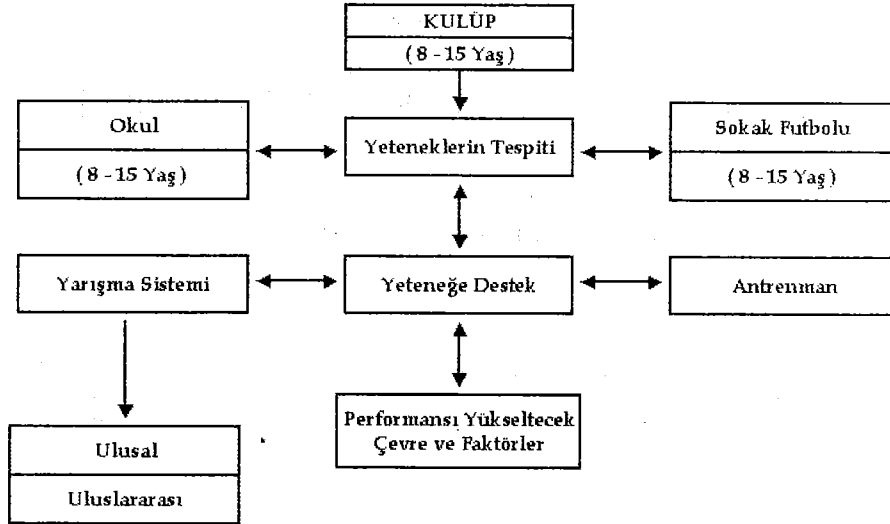 KULÜP
( 8 - 15 Yaş )
Okul
( 8 - 15 Yaş )
Yeteneklerin Tespiti
Sokak Futbolu
( 8 - 15 Yaş )
Yarışma Sistemi
Yeteneğe Destek
Antrenman
Performansı Yükseltecek
Çevre ve Faktörler
Ulusal
Uluslararası